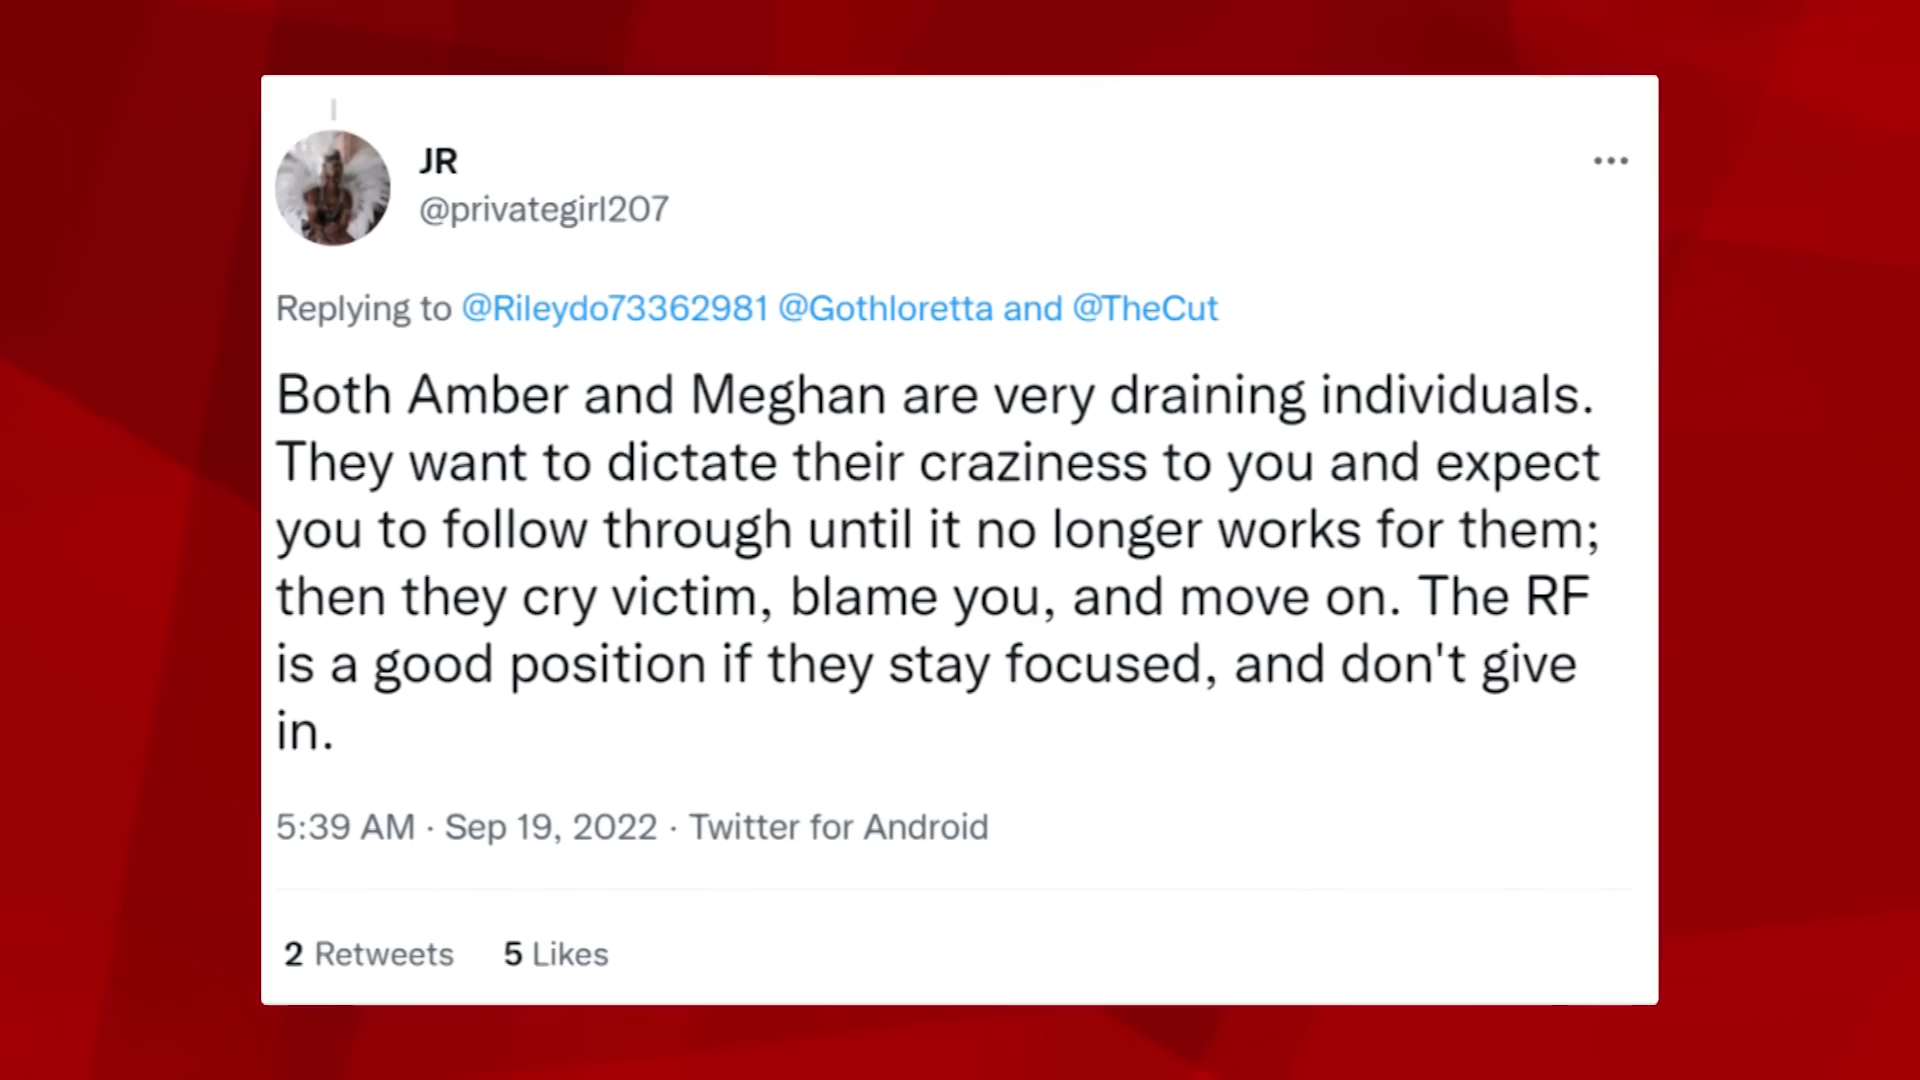 JR
@privategirl207
Replying to @Rileydo73362981 @Gothloretta and @TheCut
Both Amber and Meghan are very draining individuals.
They want to dictate their craziness to you and expect
you to follow through until it no longer works for them;
then they cry victim, blame you, and move on. The RF
is a good position if they stay focused, and don't give
in.
5:39 AM · Sep 19, 2022 · Twitter for Android
2 Retweets 5 Likes